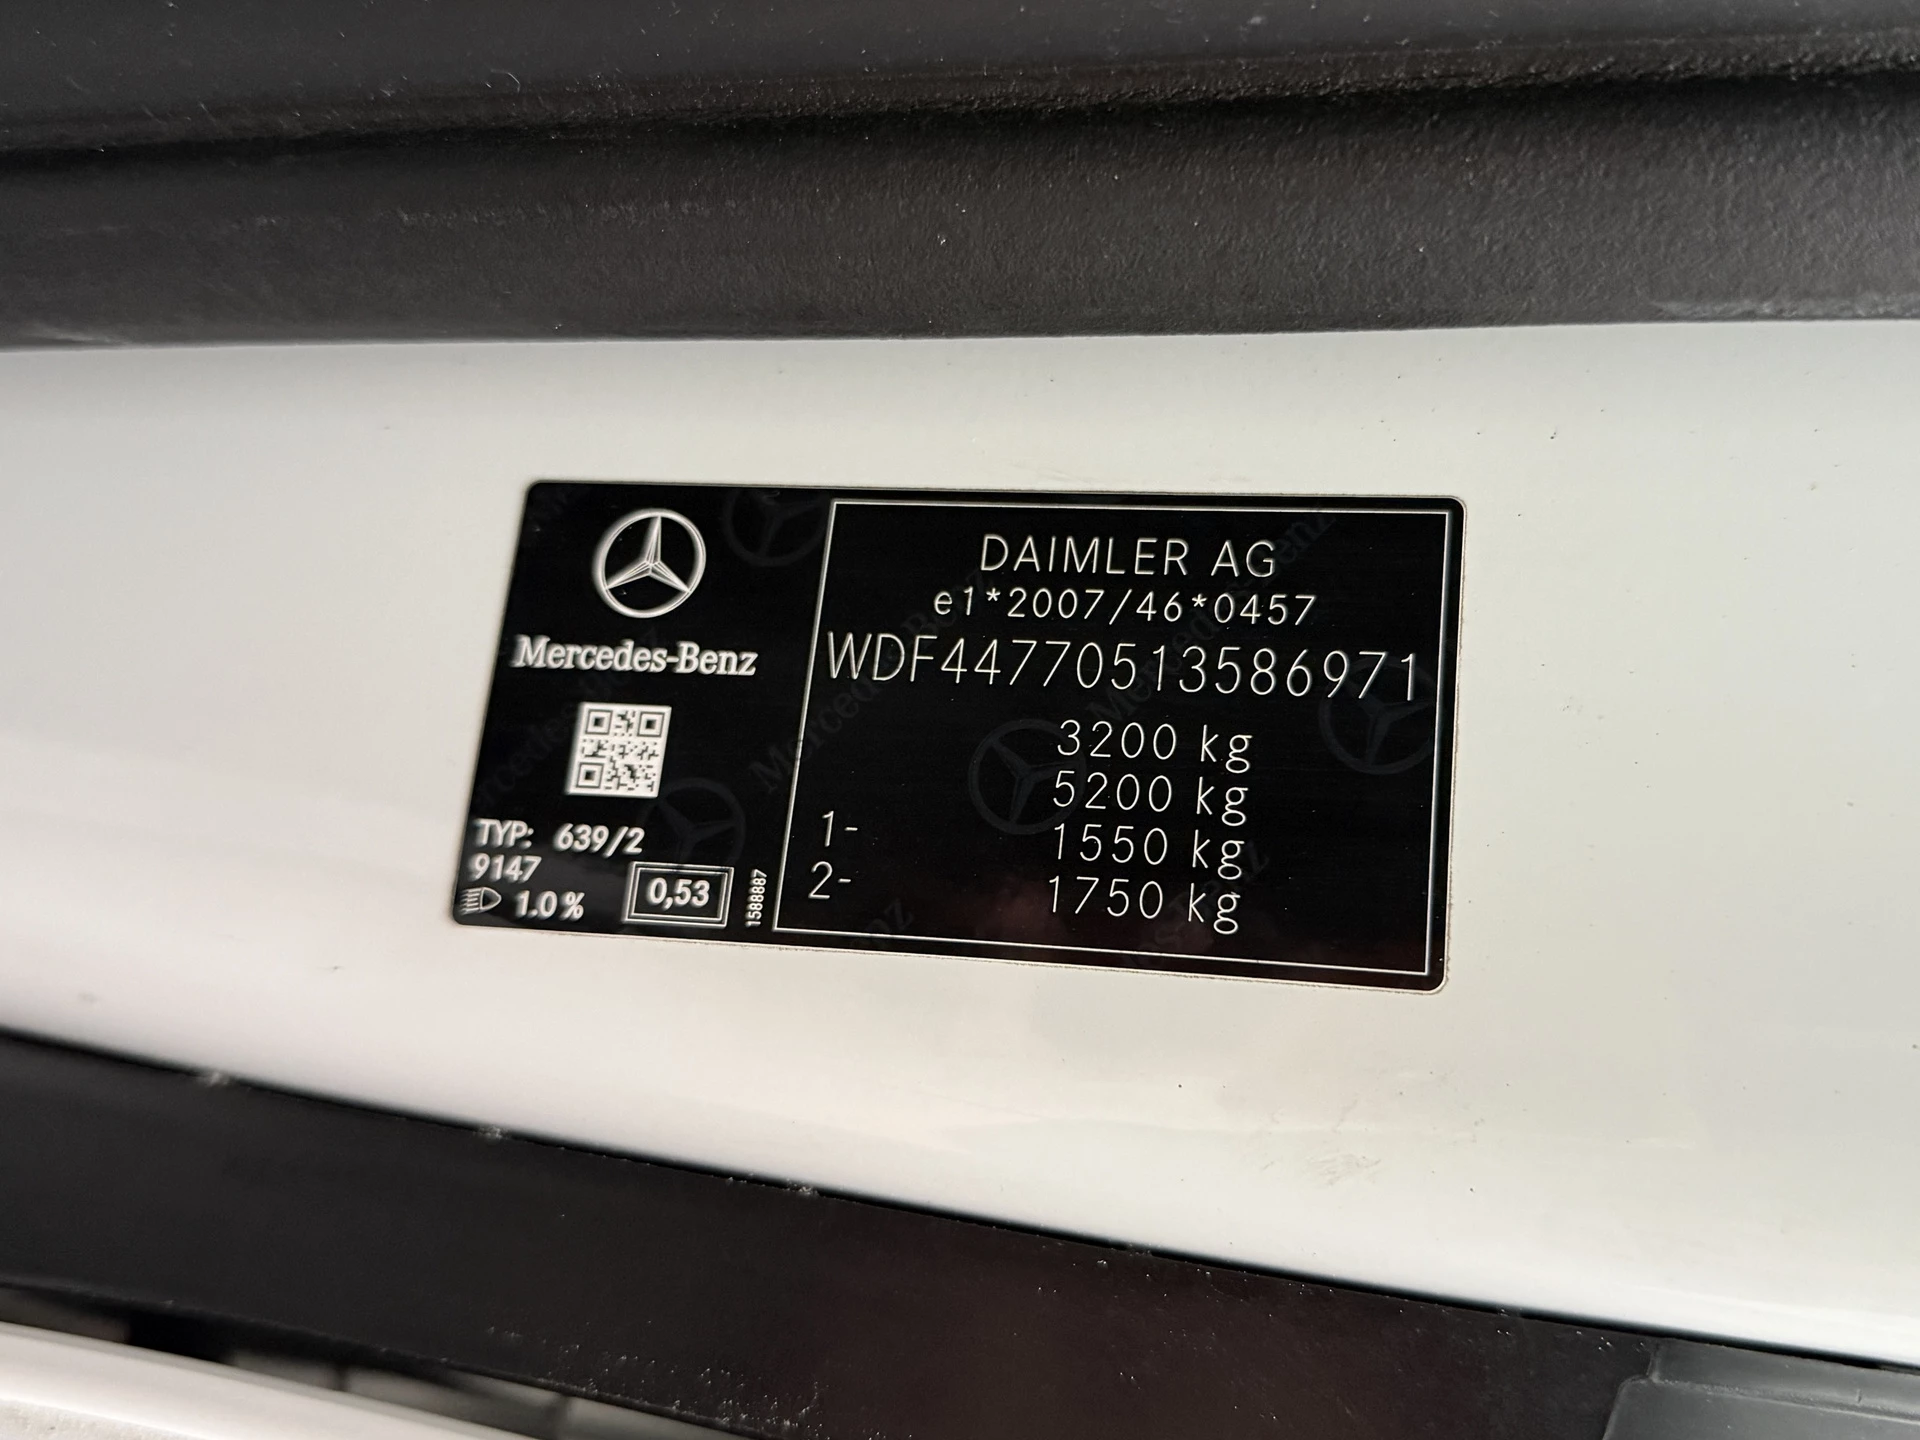 Mercedes-Benz
TYP: 639/2
9147
1.0%
0,53
1588887
DAIMLER AG
e1*2007/46*0457
WDF44770513586971
3200 kg
5200 kg
1- 1550 kg
2- 1750 kg